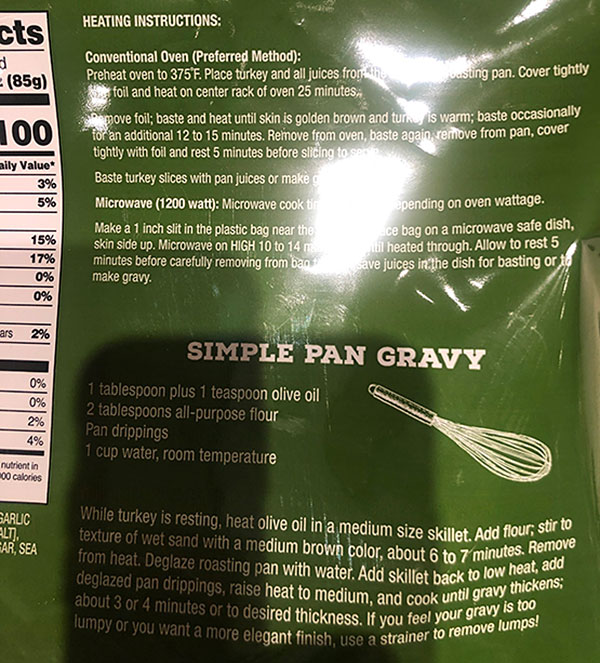 cts
d
(85g)
100
aily Value*
3%
5%
15%
17%
0%
0%
ars 2%
0%
0%
2%
4%
nutrient in
00 calories
GARLIC
ALT),
AR, SEA
HEATING INSTRUCTIONS:
Conventional Oven (Preferred Method):
Preheat oven to 375°F. Place turkey and all juices from the pan. Cover tightly
foil and heat on center rack of oven 25 minutes.
Remove foil; baste and heat until skin is golden brown and turkey is warm; baste occasionally
for an additional 12 to 15 minutes. Remove from oven, baste again, remove from pan, cover
tightly with foil and rest 5 minutes before slicing to
Baste turkey slices with pan juices or make
Microwave (1200 watt): Microwave cook depending on oven wattage.
Make a 1 inch slit in the plastic bag near the bag on a microwave safe dish,
skin side up. Microwave on HIGH 10 to 14 heated through. Allow to rest 5
minutes before carefully removing from bag save juices in the dish for basting or to
make gravy.
SIMPLE PAN GRAVY
1 tablespoon plus 1 teaspoon olive oil
2 tablespoons all-purpose flour
Pan drippings
1 cup water, room temperature
While turkey is resting, heat olive oil in a medium size skillet. Add flour; stir to
texture of wet sand with a medium brown color, about 6 to 7 minutes. Remove
from heat. Deglaze roasting pan with water. Add skillet back to low heat, add
deglazed pan drippings, raise heat to medium, and cook until gravy thickens;
about 3 or 4 minutes or to desired thickness. If you feel your gravy is too
lumpy or you want a more elegant finish, use a strainer to remove lumps!